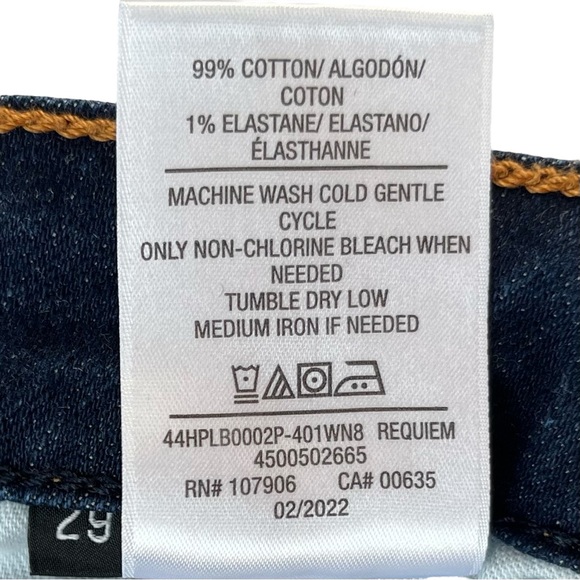 99% COTTON/ ALGODÓN/
COTON
1% ELASTANE/ ELASTANO/
ÉLASTHANNE
MACHINE WASH COLD GENTLE
CYCLE
ONLY NON-CHLORINE BLEACH WHEN
NEEDED
TUMBLE DRY LOW
MEDIUM IRON IF NEEDED
44HPLB0002P-401WN8 REQUIEM
4500502665
RN# 107906 CA# 00635
02/2022
29